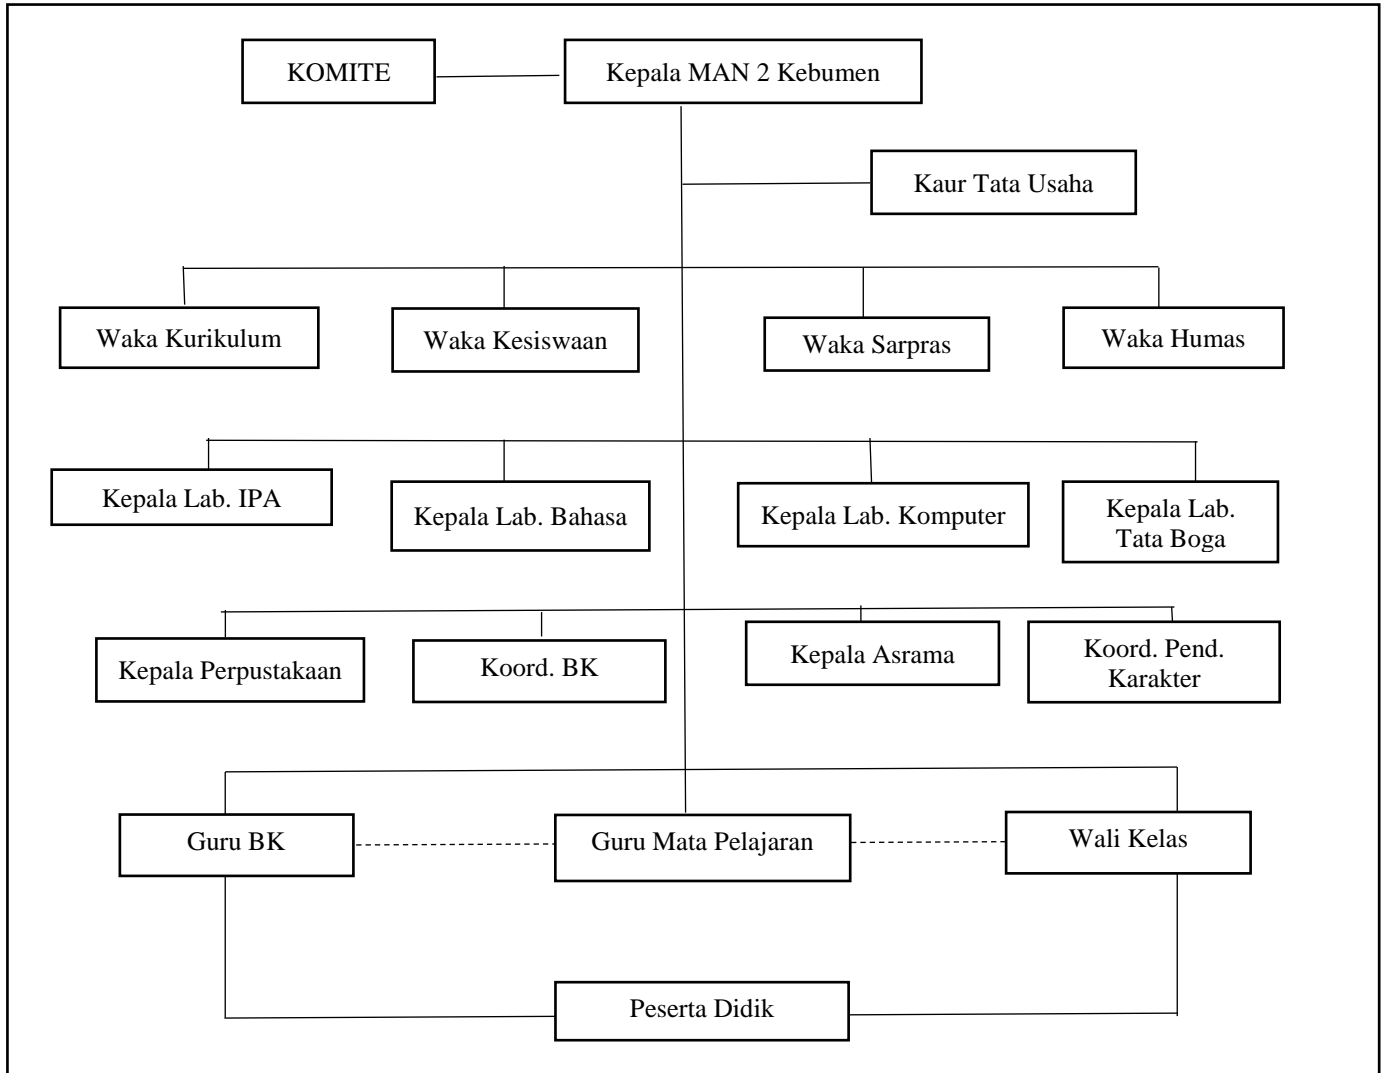 KOMITE
Kepala MAN 2 Kebumen
Kaur Tata Usaha
Waka Kurikulum
Waka Kesiswaan
Waka Sarpras
Waka Humas
Kepala Lab. IPA
Kepala Lab. Bahasa
Kepala Lab. Komputer
Kepala Lab.
Tata Boga
Kepala Perpustakaan
Koord. BK
Kepala Asrama
Koord. Pend.
Karakter
Guru BK
Guru Mata Pelajaran
Wali Kelas
Peserta Didik